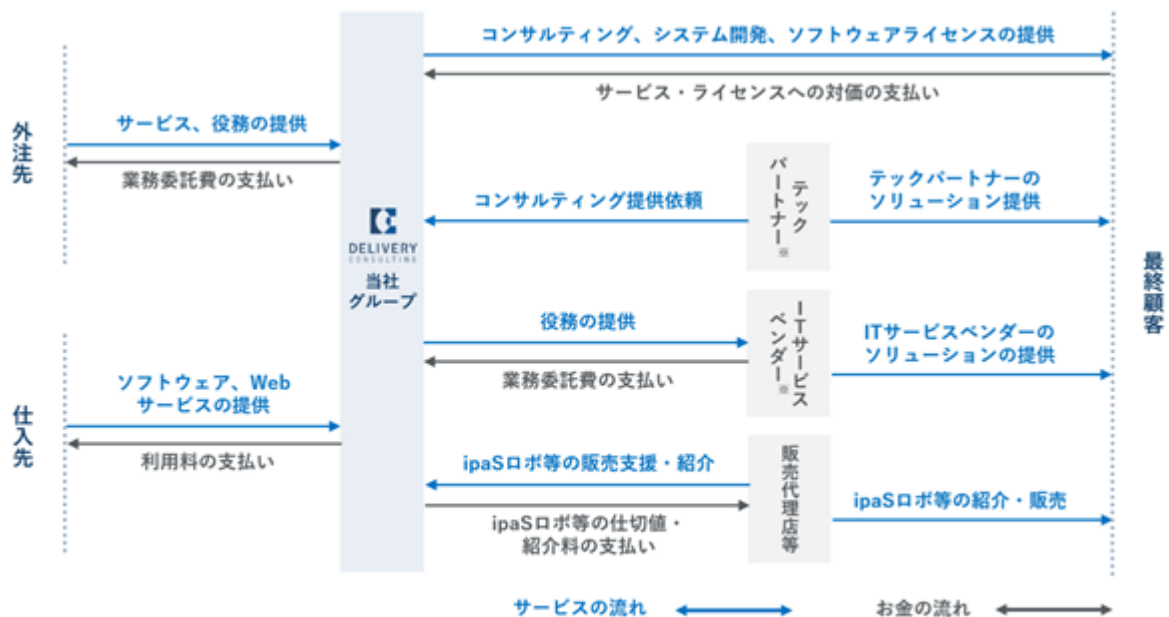 コンサルティング、システム開発、ソフトウェアライセンスの提供
サービス・ライセンスへの対価の支払い
外注先
サービス、役務の提供
業務委託費の支払い
コンサルティング提供依頼
テック
パートナー※
テックパートナーの
ソリューション提供
DELIVERY
CONSULTING
当社
グループ
最終顧客
役務の提供
業務委託費の支払い
ITサービス
ベンダー※
ITサービスベンダーの
ソリューションの提供
仕入先
ソフトウェア、Web
サービスの提供
利用料の支払い
ipaSロボ等の販売支援・紹介
ipaSロボ等の仕切値・
紹介料の支払い
販売代理店等
ipaSロボ等の紹介・販売
サービスの流れ
お金の流れ